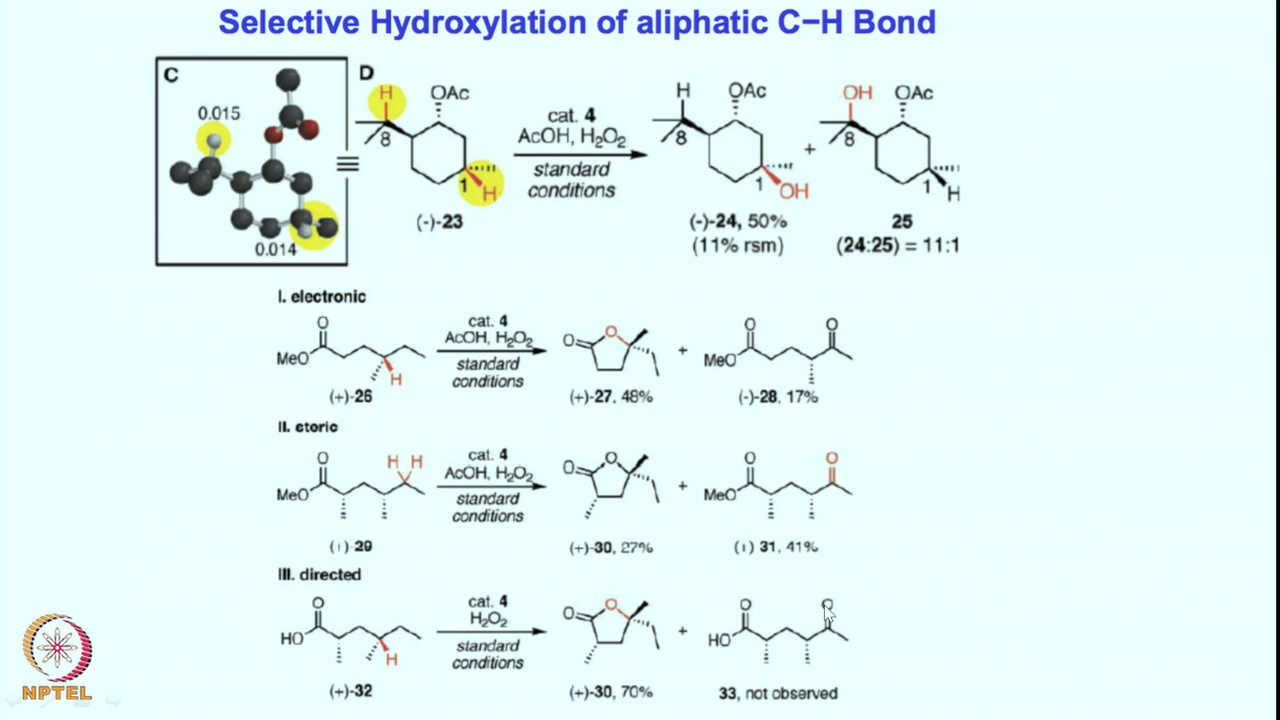 Selective Hydroxylation of aliphatic C−H Bond
C
0.015
0.014
D
H
OAc
8
1
H
(-)-23
cat. 4
AcOH, H₂O₂
standard
conditions
H
OAc
8
1
OH
(-)-24, 50%
(11% rsm)
+
OH
OAc
8
1
H
25
(24:25) = 11:1
I. electronic
O
MeO
H
(+)-26
cat. 4
AcOH, H₂O₂
standard
conditions
O
O
(+)-27, 48%
+
O
O
MeO
(-)-28, 17%
II. steric
O
H H
MeO
(+)-29
cat. 4
AcOH, H₂O₂
standard
conditions
O
O
(+)-30, 27%
+
O
O
MeO
(+) 31, 41%
III. directed
O
HO
H
(+)-32
cat. 4
H₂O₂
standard
conditions
O
O
(+)-30, 70%
+
O
O
HO
33, not observed
NPTEL